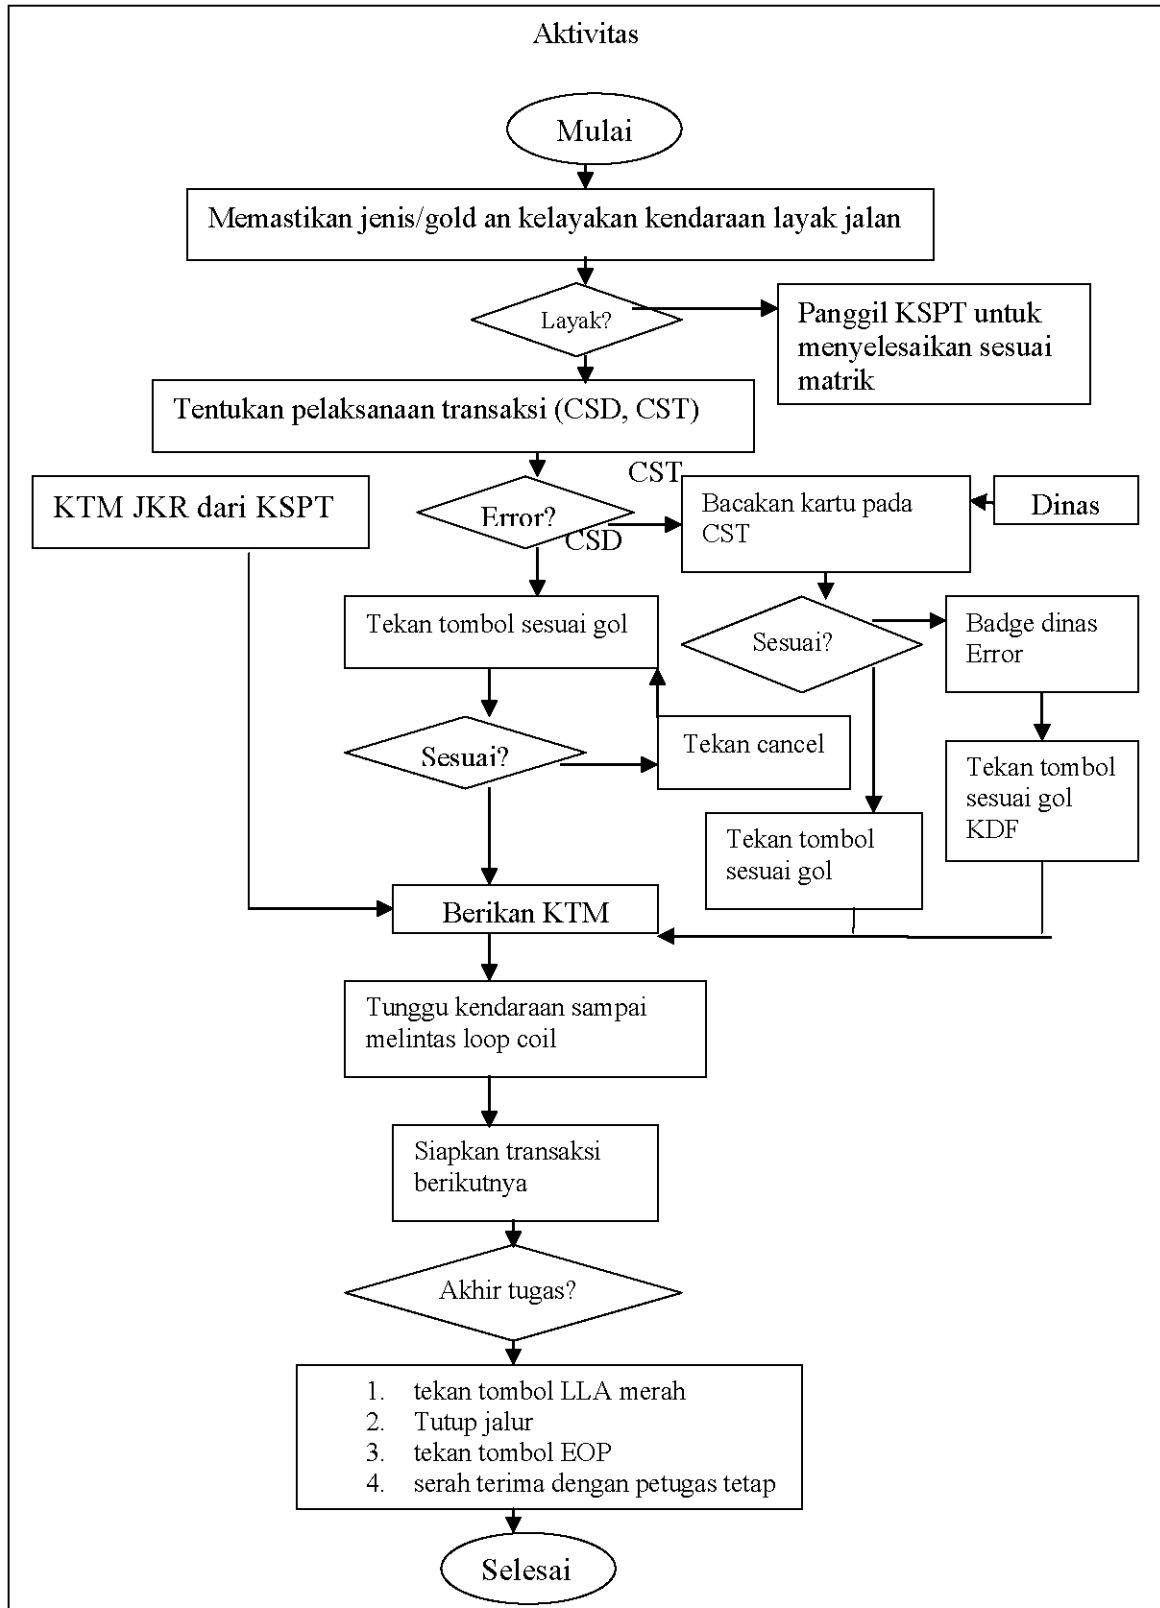 Aktivitas
Mulai
Memastikan jenis/gold an kelayakan kendaraan layak jalan
Layak?
Panggil KSPT untuk
menyelesaikan sesuai
matrik
Tentukan pelaksanaan transaksi (CSD, CST)
CST
KTM JKR dari KSPT
Error?
CSD
Bacakan kartu pada
CST
Dinas
Tekan tombol sesuai gol
Sesuai?
Badge dinas
Error
Sesuai?
Tekan cancel
Tekan tombol
sesuai gol
KDF
Tekan tombol
sesuai gol
Berikan KTM
Tunggu kendaraan sampai
melintas loop coil
Siapkan transaksi
berikutnya
Akhir tugas?
1. tekan tombol LLA merah
2. Tutup jalur
3. tekan tombol EOP
4. serah terima dengan petugas tetap
Selesai